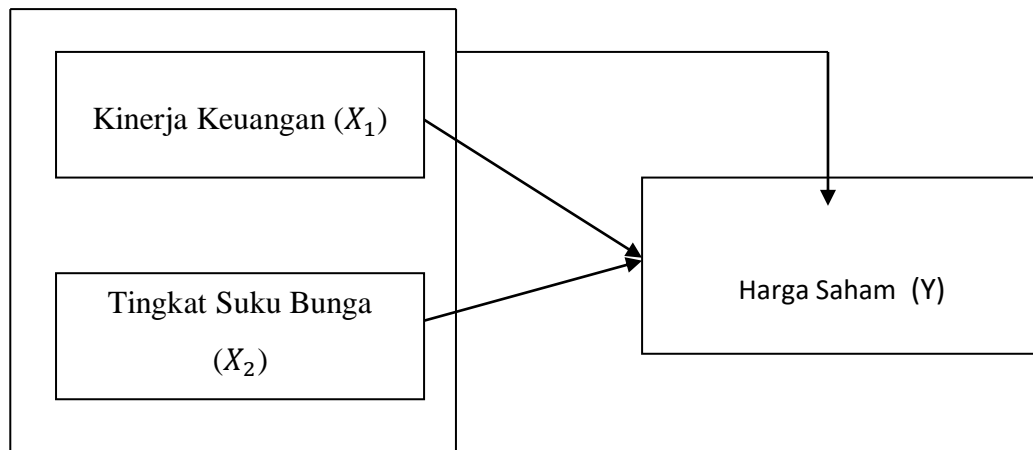 Kinerja Keuangan (𝑋₁)
Tingkat Suku Bunga
(𝑋₂)
Harga Saham (Y)